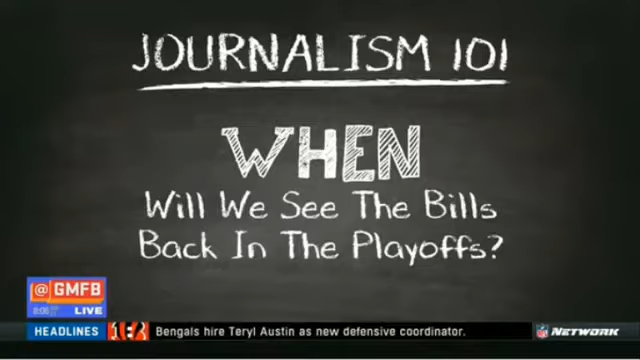 JOURNALISM 101
WHEN
Will We See The Bills
Back In The Playoffs?
@GMFB
LIVE
HEADLINES
Bengals hire Teryl Austin as new defensive coordinator.
NFL NETWORK